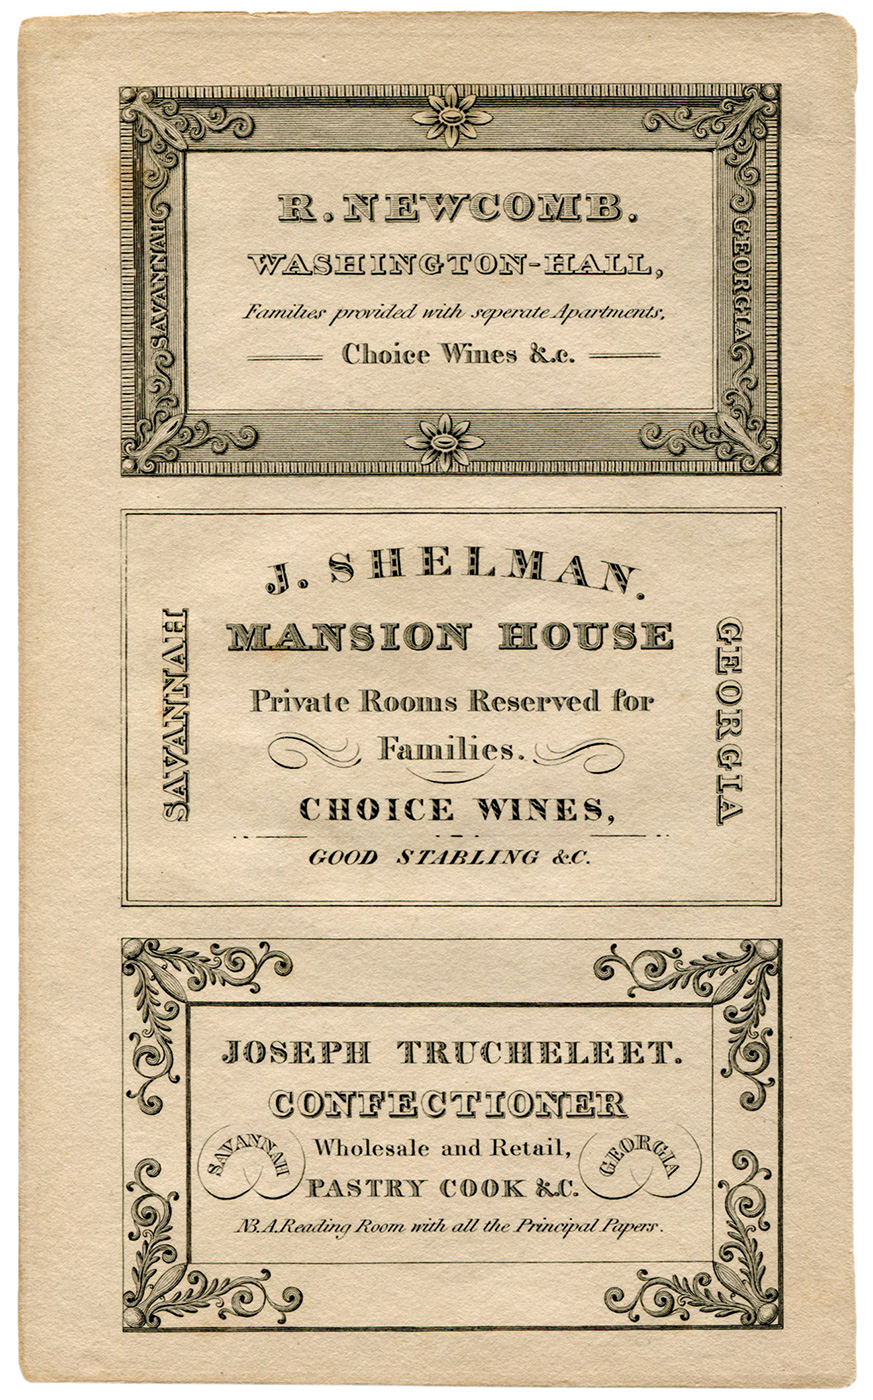 R. NEWCOMB.
WASHINGTON-HALL,
Families provided with seperate Apartments,
Choice Wines &.c.
SAVANNAH
GEORGIA
J. SHELMAN.
MANSION HOUSE
Private Rooms Reserved for
Families.
CHOICE WINES,
GOOD STABLING &C.
SAVANNAH
GEORGIA
JOSEPH TRUCHELEET.
CONFECTIONER
Wholesale and Retail,
PASTRY COOK &.C.
SAVANNAH
GEORGIA
NB. A Reading Room with all the Principal Papers.